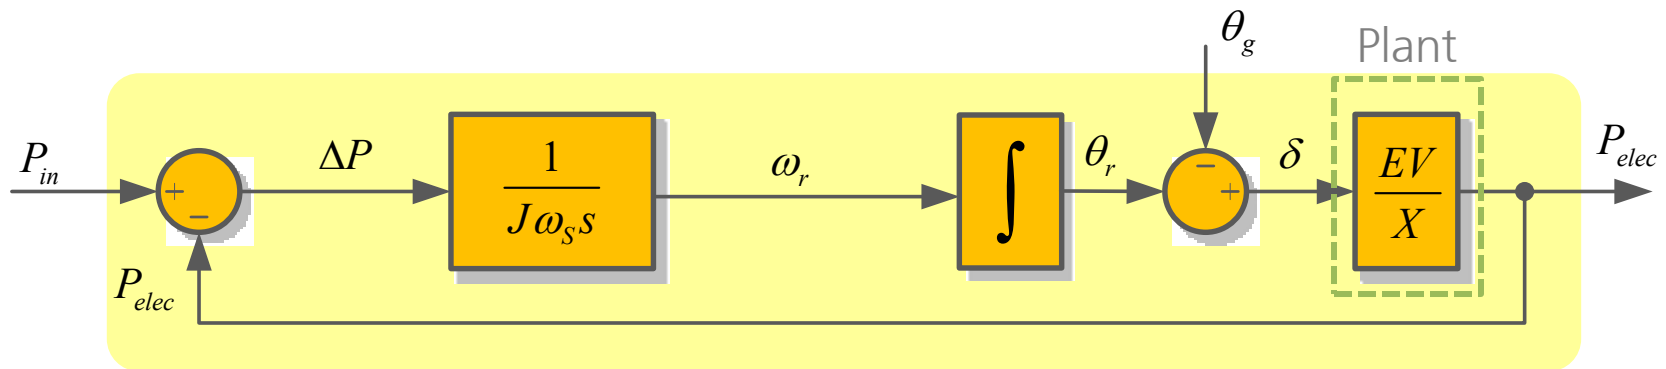 θg
Plant
Pin
+
−
ΔP
1
JωSs
ωr
∫
θr
−
+
δ
EV
X
Pelec
Pelec